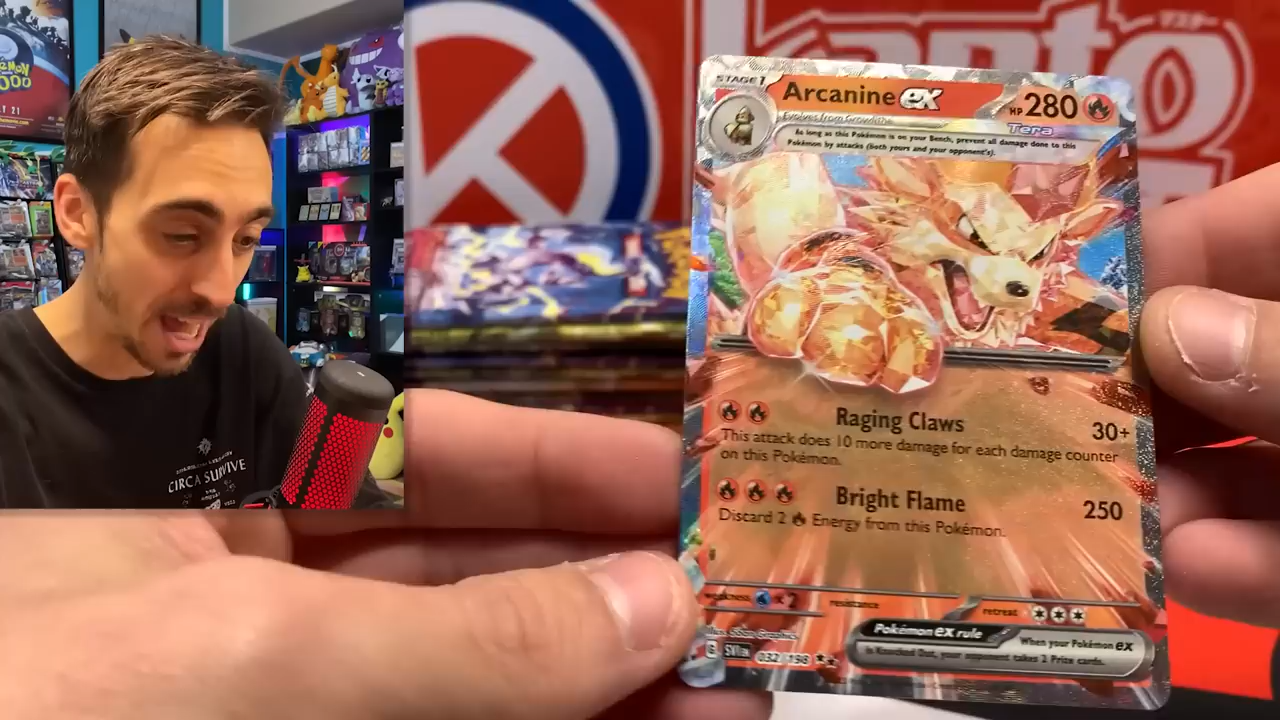 Kanto
STAGE 1
Arcanine ex
HP 280
Evolves from Growlithe
Tera
As long as this Pokémon is on your Bench, prevent all damage done to this
Pokémon by attacks (both yours and your opponent's).
Raging Claws
30+
This attack does 10 more damage for each damage counter
on this Pokémon.
Bright Flame
250
Discard 2 Energy from this Pokémon.
weakness
x2
resistance
retreat
Pokémon ex rule
When your Pokémon ex
is Knocked Out, your opponent takes 2 Prize cards.
G SVI EN 032/198
CIRCA SURVIVE